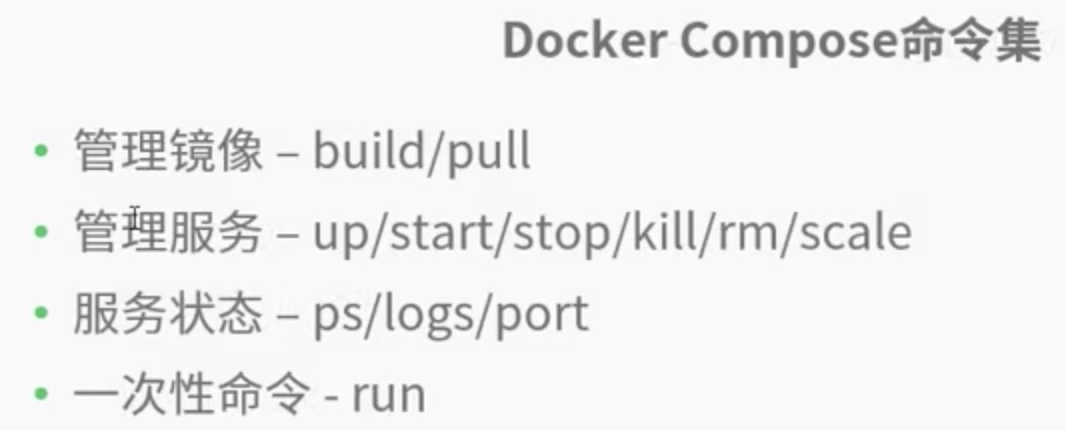 Docker Compose命令集
• 管理镜像 – build/pull
• 管理服务 – up/start/stop/kill/rm/scale
• 服务状态 – ps/logs/port
• 一次性命令 - run